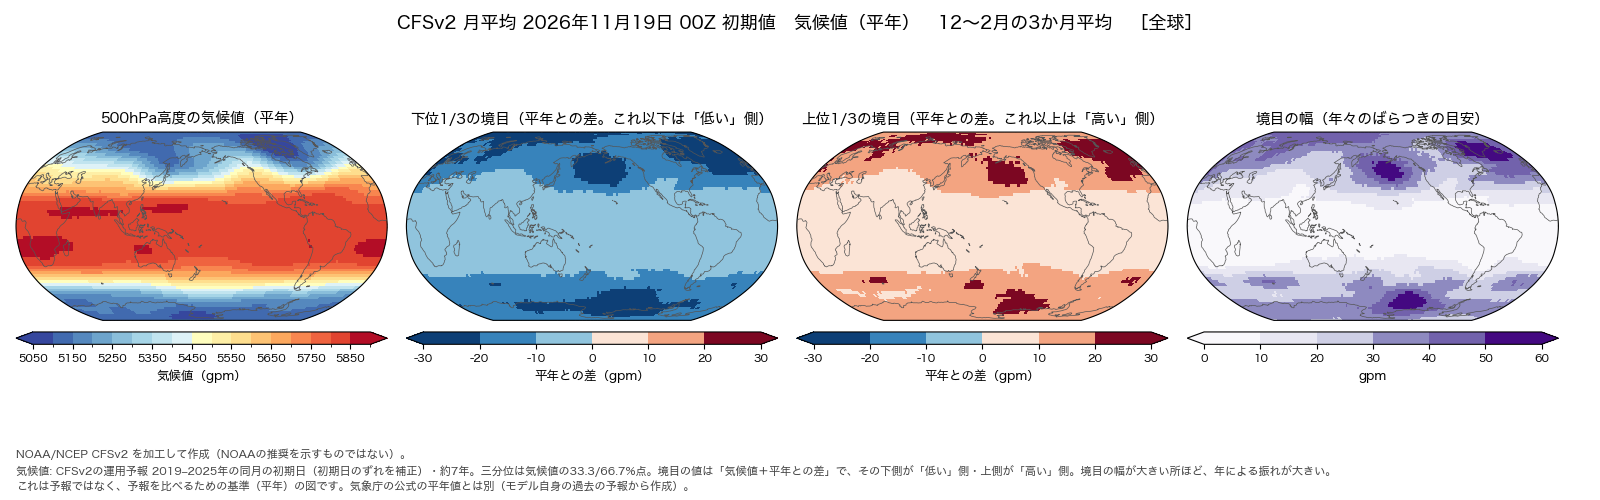 CFSv2 月平均 2026年11月19日 00Z 初期値　気候値（平年）　12～2月の3か月平均　［全球］
500hPa高度の気候値（平年）
下位1/3の境目（平年との差。これ以下は「低い」側）
上位1/3の境目（平年との差。これ以上は「高い」側）
境目の幅（年々のばらつきの目安）
5050 5150 5250 5350 5450 5550 5650 5750 5850
-30 -20 -10 0 10 20 30
-30 -20 -10 0 10 20 30
0 10 20 30 40 50 60
気候値（gpm）
平年との差（gpm）
平年との差（gpm）
gpm
NOAA/NCEP CFSv2 を加工して作成（NOAAの推奨を示すものではない）。
気候値: CFSv2の運用予報 2019–2025年の同月の初期日（初期日のずれを補正）・約7年。三分位は気候値の33.3/66.7%点。境目の値は「気候値＋平年との差」で、その下側が「低い」側・上側が「高い」側。境目の幅が大きい所ほど、年による振れが大きい。
これは予報ではなく、予報を比べるための基準（平年）の図です。気象庁の公式の平年値とは別（モデル自身の過去の予報から作成）。